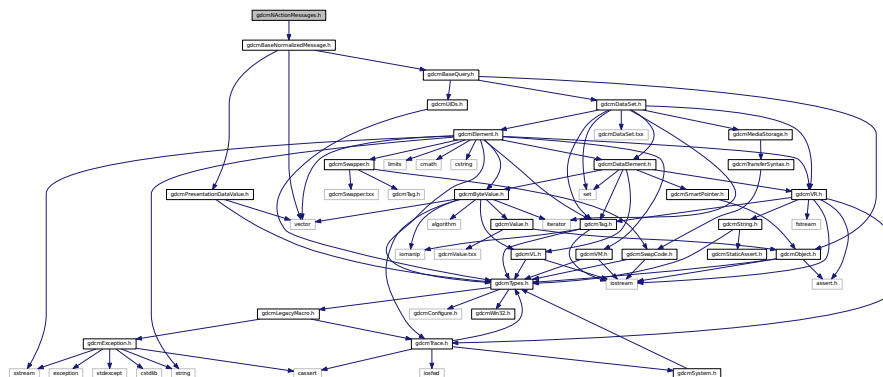 gdcmNActionMessages.h
gdcmBaseNormalizedMessage.h
gdcmBaseQuery.h
gdcmUIDs.h
gdcmDataSet.h
gdcmElement.h
gdcmDataSet.txx
gdcmMediaStorage.h
gdcmSwapper.h
limits
cmath
cstring
gdcmDataElement.h
gdcmTransferSyntax.h
gdcmPresentationDataValue.h
gdcmSwapper.txx
gdcmTag.h
gdcmByteValue.h
set
gdcmSmartPointer.h
gdcmVR.h
vector
algorithm
gdcmValue.h
iterator
gdcmTag.h
gdcmString.h
fstream
iomanip
gdcmValue.txx
gdcmVL.h
gdcmVM.h
gdcmSwapCode.h
gdcmStaticAssert.h
gdcmObject.h
gdcmTypes.h
iostream
assert.h
gdcmLegacyMacro.h
gdcmConfigure.h
gdcmWin32.h
gdcmException.h
gdcmTrace.h
sstream
exception
stdexcept
cstdlib
string
cassert
iosfwd
gdcmSystem.h